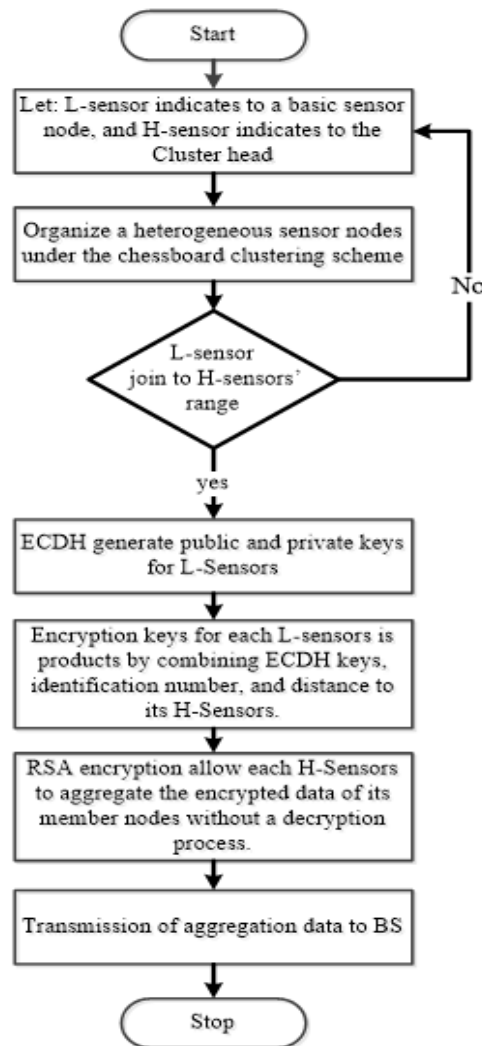 Start
Let: L-sensor indicates to a basic sensor
node, and H-sensor indicates to the
Cluster head
Organize a heterogeneous sensor nodes
under the chessboard clustering scheme
No
L-sensor
join to H-sensors’
range
yes
ECDH generate public and private keys
for L-Sensors
Encryption keys for each L-sensors is
products by combining ECDH keys,
identification number, and distance to
its H-Sensors.
RSA encryption allow each H-Sensors
to aggregate the encrypted data of its
member nodes without a decryption
process.
Transmission of aggregation data to BS
Stop